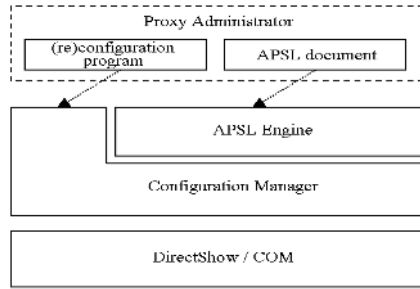 Proxy Administrator
(re)configuration
program
APSL document
APSL Engine
Configuration Manager
DirectShow / COM